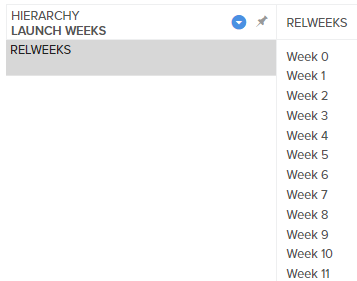 HIERARCHY
LAUNCH WEEKS
RELWEEKS
RELWEEKS
Week 0
Week 1
Week 2
Week 3
Week 4
Week 5
Week 6
Week 7
Week 8
Week 9
Week 10
Week 11